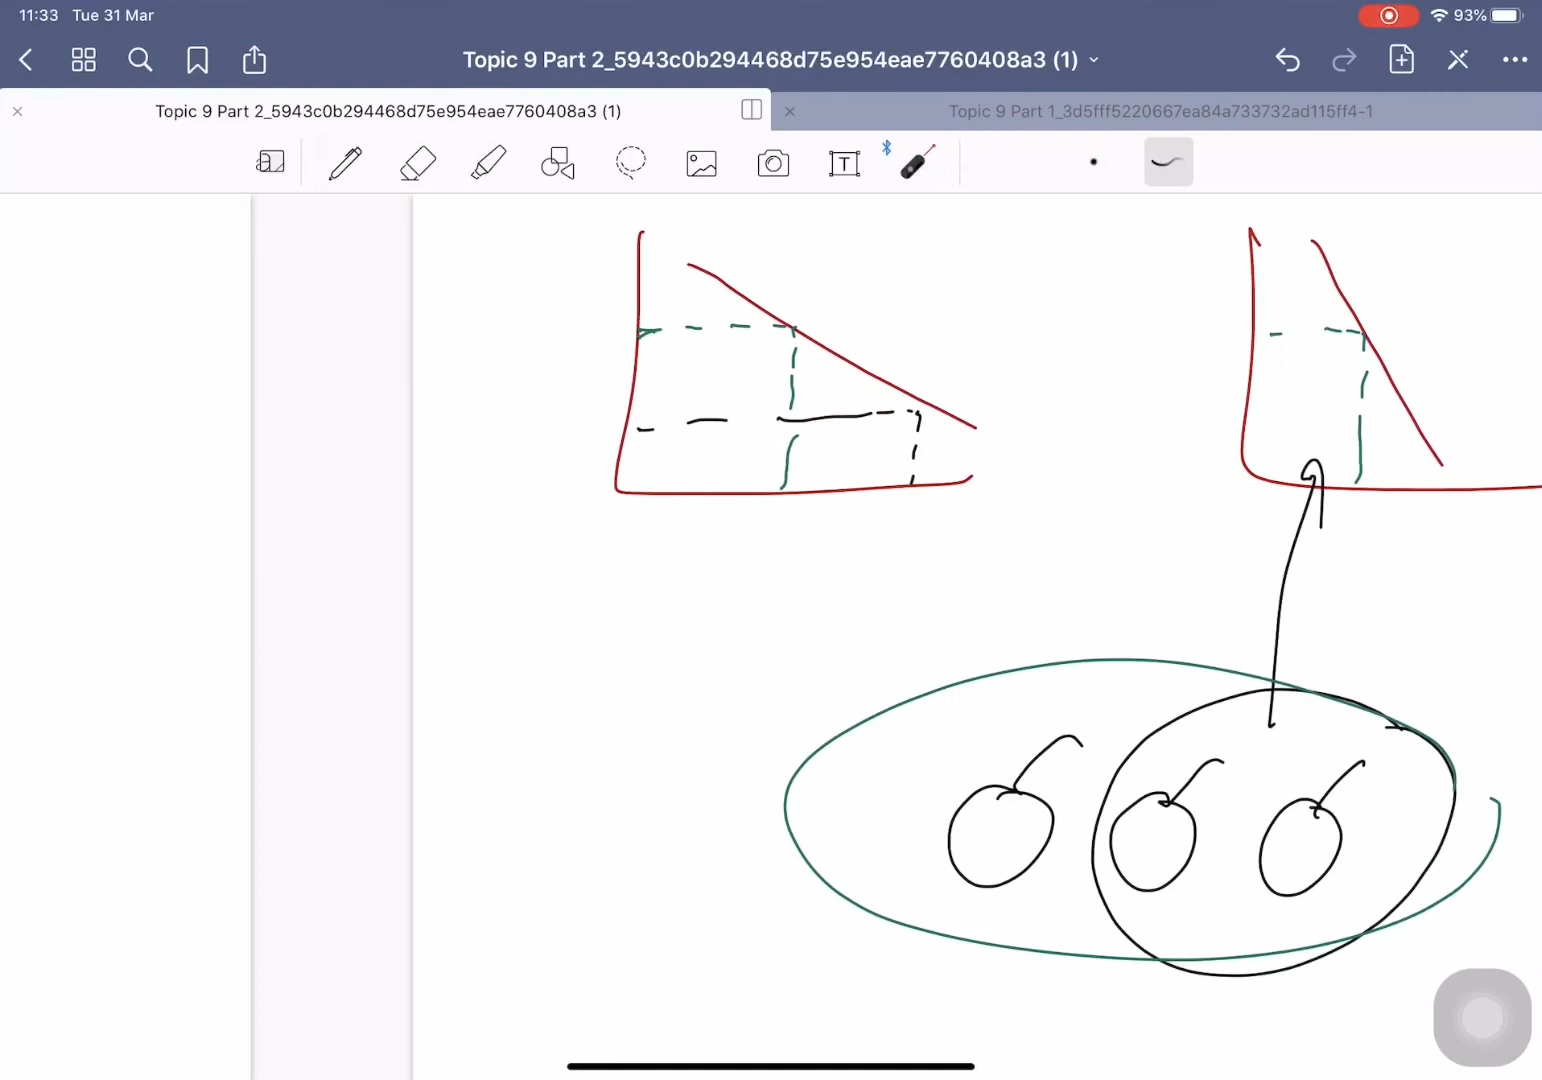 11:33 Tue 31 Mar
93%
Topic 9 Part 2_5943c0b294468d75e954eae7760408a3 (1)
Topic 9 Part 2_5943c0b294468d75e954eae7760408a3 (1)
Topic 9 Part 1_3d5fff5220667ea84a733732ad115ff4-1
a
T